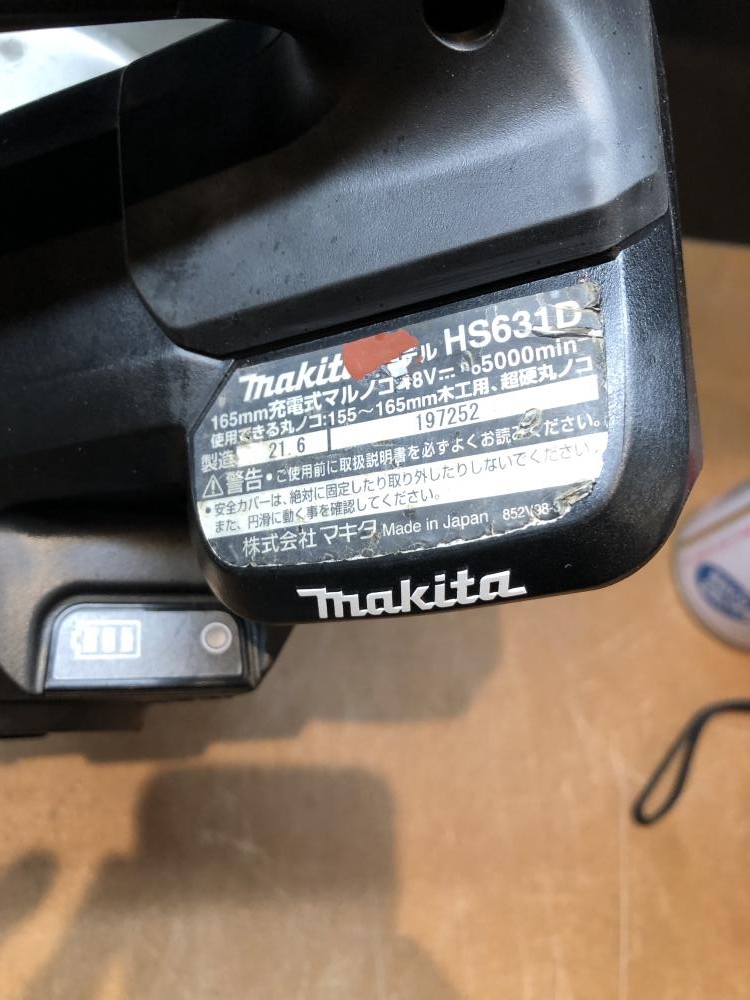 makita モデル HS631D
165mm充電式マルノコ 18V⎓ n₀5000min
使用できる丸ノコ:155〜165mm木工用、超硬丸ノコ
製造 21.6 197252
⚠警告・ご使用前に取扱説明書を必ずよくお読みください。
・安全カバーは、絶対に固定したり取り外したりしないでください。
また、円滑に動く事を確認してください。
株式会社 マキタ Made in Japan 852V38-
makita